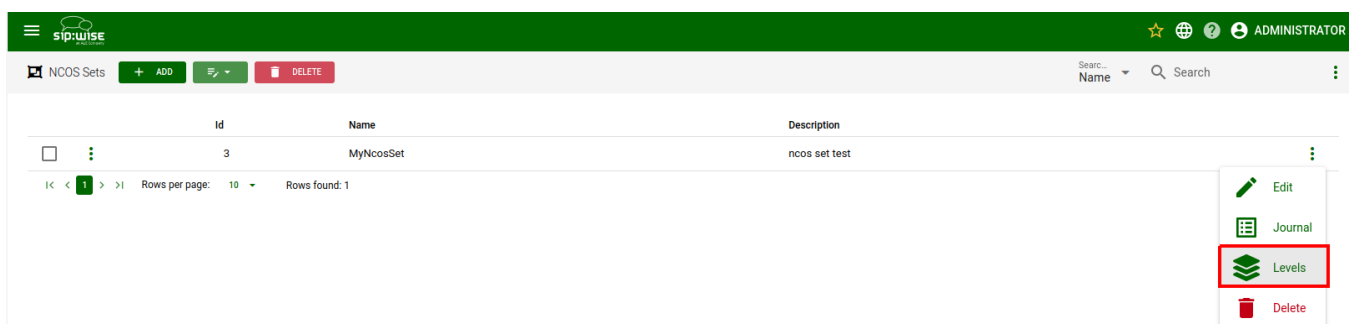 sip:wise
ADMINISTRATOR
NCOS Sets + ADD DELETE Searc... Name Search
Id Name Description
3 MyNcosSet ncos set test
1 Rows per page: 10 Rows found: 1
Edit
Journal
Levels
Delete